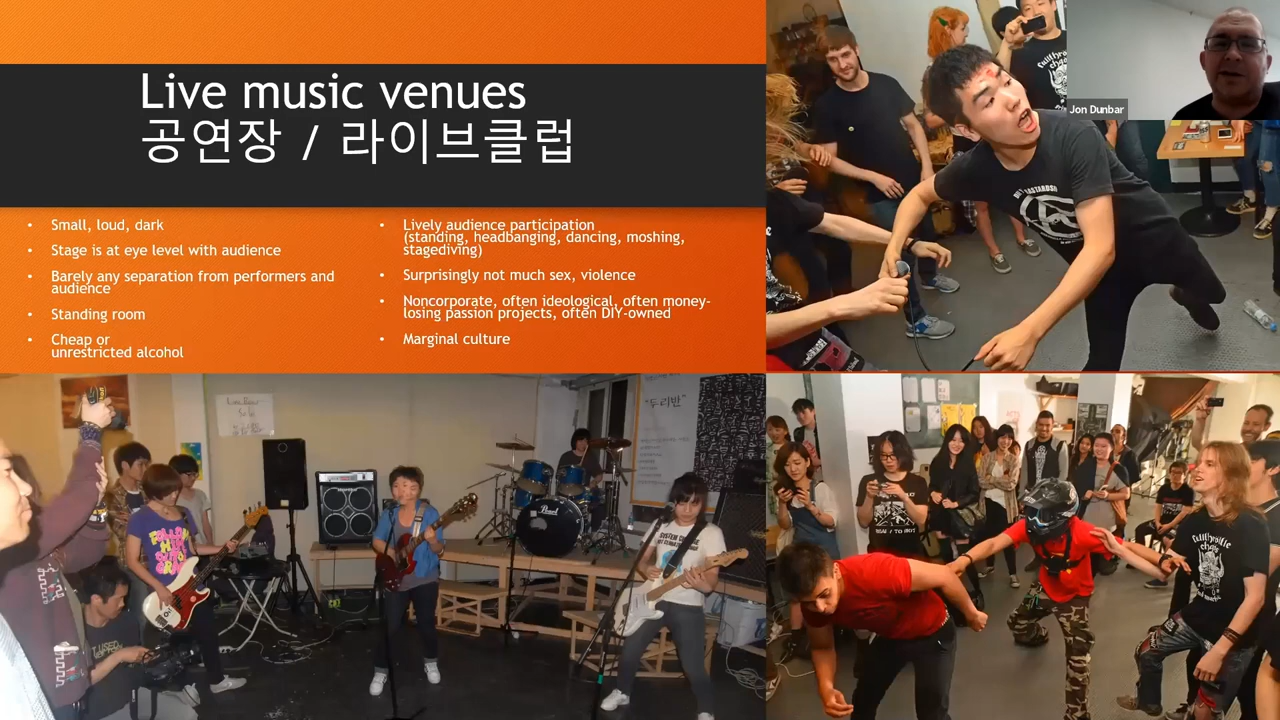 Live music venues
공연장 / 라이브클럽
• Small, loud, dark
• Stage is at eye level with audience
• Barely any separation from performers and
audience
• Standing room
• Cheap or
unrestricted alcohol
• Lively audience participation
(standing, headbanging, dancing, moshing,
stagediving)
• Surprisingly not much sex, violence
• Noncorporate, often ideological, often money-
losing passion projects, often DIY-owned
• Marginal culture
Jon Dunbar
"두리반"
Pearl